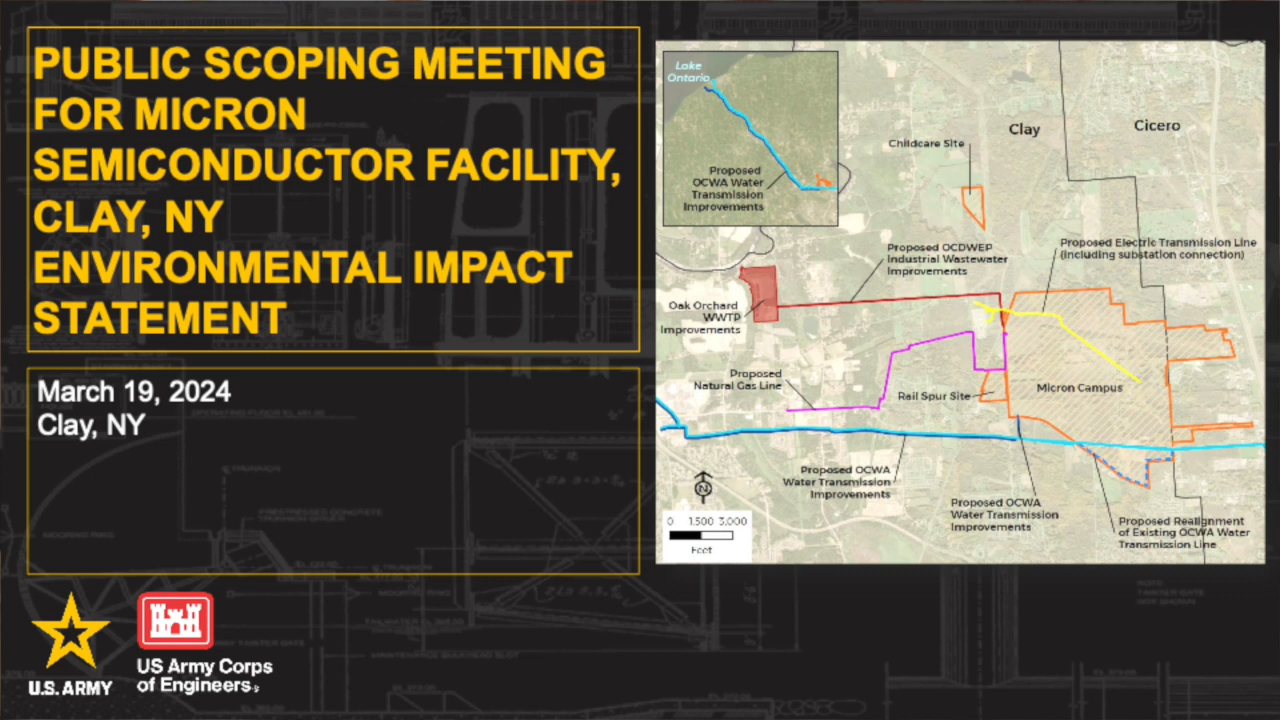 PUBLIC SCOPING MEETING
FOR MICRON
SEMICONDUCTOR FACILITY,
CLAY, NY
ENVIRONMENTAL IMPACT
STATEMENT
March 19, 2024
Clay, NY
U.S. ARMY
US Army Corps
of Engineers
Lake
Ontario
Proposed
OCWA Water
Transmission
Improvements
Clay
Cicero
Childcare Site
Proposed OCDWEP
Industrial Wastewater
Improvements
Proposed Electric Transmission Line
(including substation connection)
Oak Orchard
WWTP
Improvements
Proposed
Natural Gas Line
Rail Spur Site
Micron Campus
Proposed OCWA
Water Transmission
Improvements
Proposed OCWA
Water Transmission
Improvements
Proposed Realignment
of Existing OCWA Water
Transmission Line
N
0 1,500 3,000
Feet